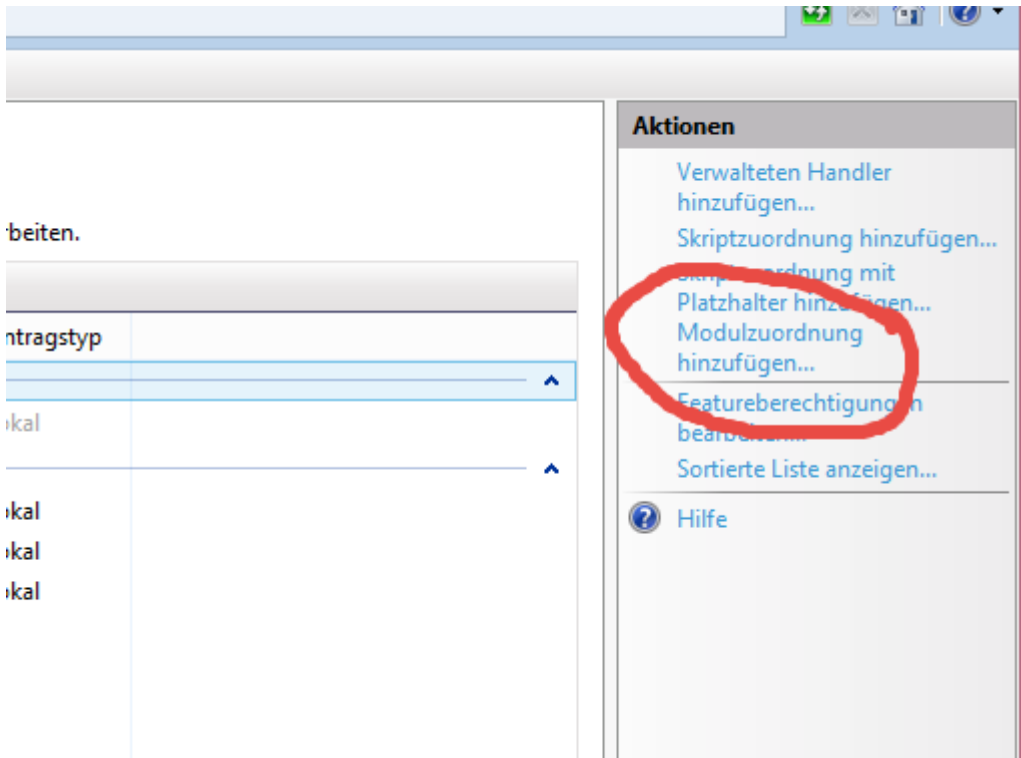 Aktionen
Verwalteten Handler
hinzufügen...
rbeiten.
Skriptzuordnung hinzufügen...
Skriptzuordnung mit
Platzhalter hinzufügen...
ntragstyp
Modulzuordnung
hinzufügen...
Featureberechtigungen
bearbeiten...
okal
Sortierte Liste anzeigen...
okal
Hilfe
okal
okal